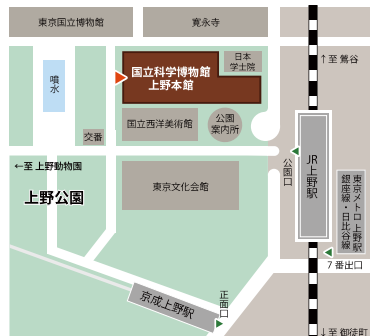 東京国立博物館
寛永寺
日本
学士院
↑至 鶯谷
国立科学博物館
上野本館
噴水
国立西洋美術館
公園
案内所
交番
←至 上野動物園
公園口
JR上野駅
東京メトロ 上野駅
銀座線・日比谷線
上野公園
東京文化会館
7番出口
京成上野駅
正面口
↓至 御徒町